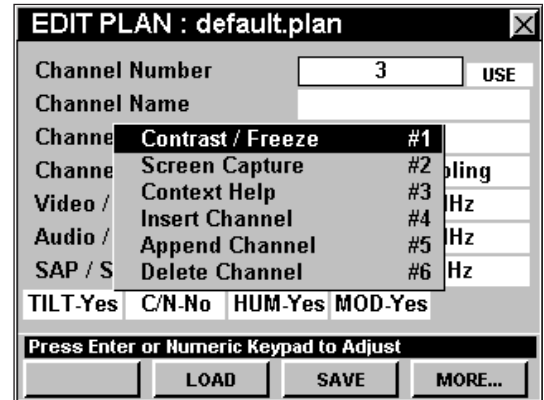 EDIT PLAN : default.plan
Channel Number 3 USE
Channel Name
Channe
Contrast / Freeze #1
Channe
Screen Capture #2 pling
Context Help #3
Video / Hz
Insert Channel #4
Audio / Hz
Append Channel #5
SAP / S Hz
Delete Channel #6
TILT-Yes C/N-No HUM-Yes MOD-Yes
Press Enter or Numeric Keypad to Adjust
LOAD SAVE MORE...